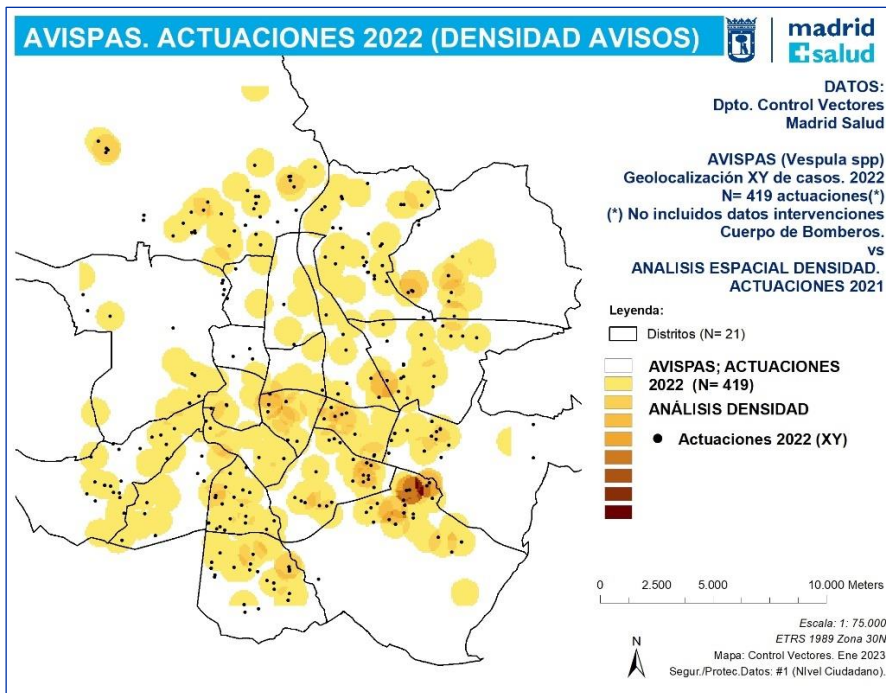 AVISPAS. ACTUACIONES 2022 (DENSIDAD AVISOS)
madrid
salud
DATOS:
Dpto. Control Vectores
Madrid Salud
AVISPAS (Vespula spp)
Geolocalización XY de casos. 2022
N= 419 actuaciones(*)
(*) No incluidos datos intervenciones
Cuerpo de Bomberos.
vs
ANALISIS ESPACIAL DENSIDAD.
ACTUACIONES 2021
Leyenda:
Distritos (N= 21)
AVISPAS; ACTUACIONES
2022 (N= 419)
ANÁLISIS DENSIDAD
Actuaciones 2022 (XY)
0 2.500 5.000 10.000 Meters
Escala: 1: 75.000
ETRS 1989 Zona 30N
N
Mapa: Control Vectores. Ene 2023
Segur./Protec.Datos: #1 (NIvel Ciudadano).